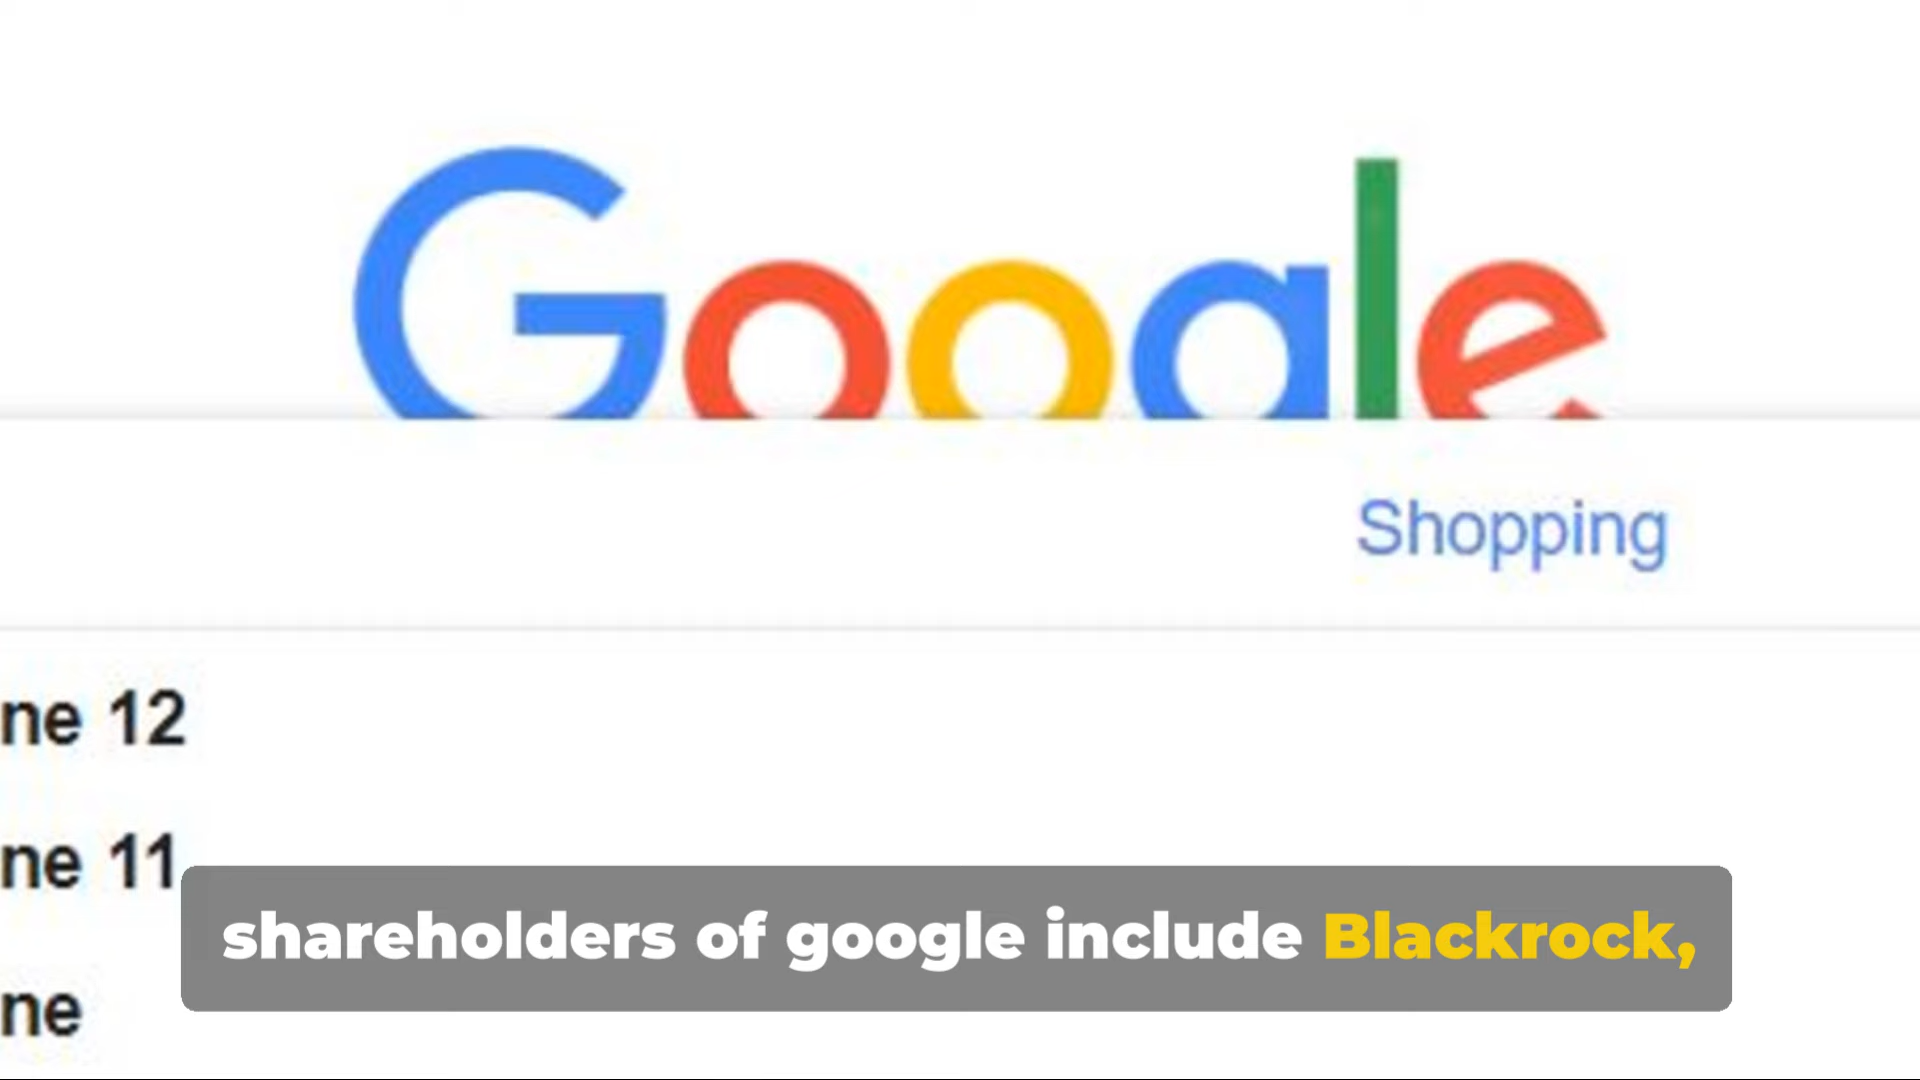 Google
Shopping
ne 12
ne 11
shareholders of google include Blackrock,
ne